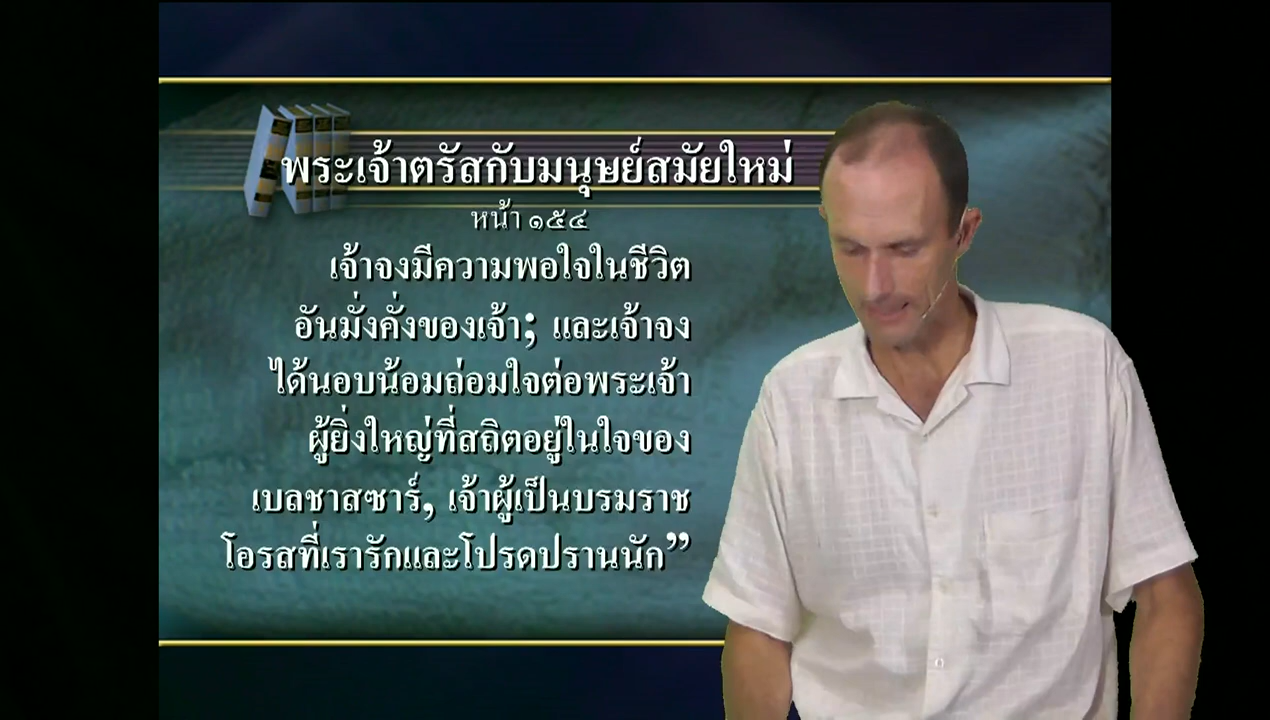 พระเจ้าตรัสกับมนุษย์สมัยใหม่
หน้า ๑๕๔
เจ้าจงมีความพอใจในชีวิต
อันมั่งคั่งของเจ้า; และเจ้าจง
ได้นอบน้อมถ่อมใจต่อพระเจ้า
ผู้ยิ่งใหญ่ที่สถิตอยู่ในใจของ
เบลชาสซาร์, เจ้าผู้เป็นบรมราช
โอรสที่เรารักและโปรดปรานนัก”